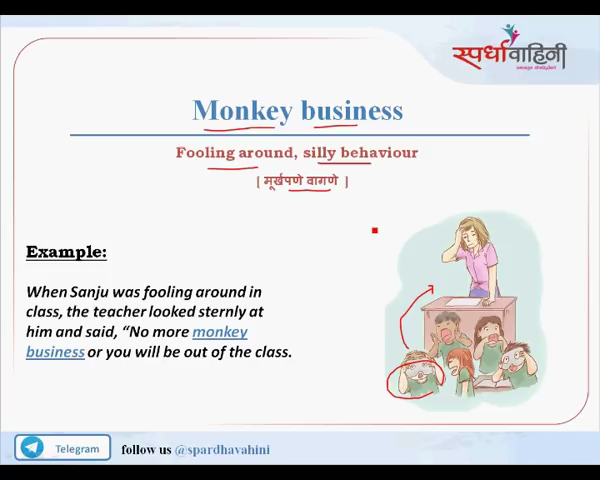 स्पर्धावाहिनी
Monkey business
Fooling around, silly behaviour
[ मूर्खपणे वागणे ]
Example:
When Sanju was fooling around in
class, the teacher looked sternly at
him and said, “No more monkey
business or you will be out of the class.
Telegram
follow us @spardhavahini